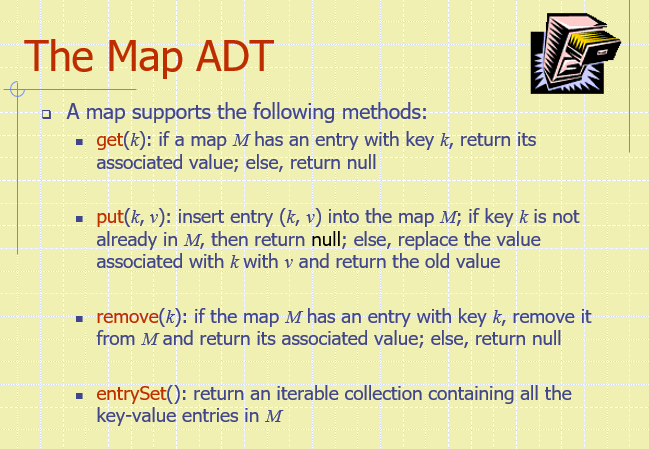 The Map ADT
A map supports the following methods:
get(k): if a map M has an entry with key k, return its
associated value; else, return null
put(k, v): insert entry (k, v) into the map M; if key k is not
already in M, then return null; else, replace the value
associated with k with v and return the old value
remove(k): if the map M has an entry with key k, remove it
from M and return its associated value; else, return null
entrySet(): return an iterable collection containing all the
key-value entries in M